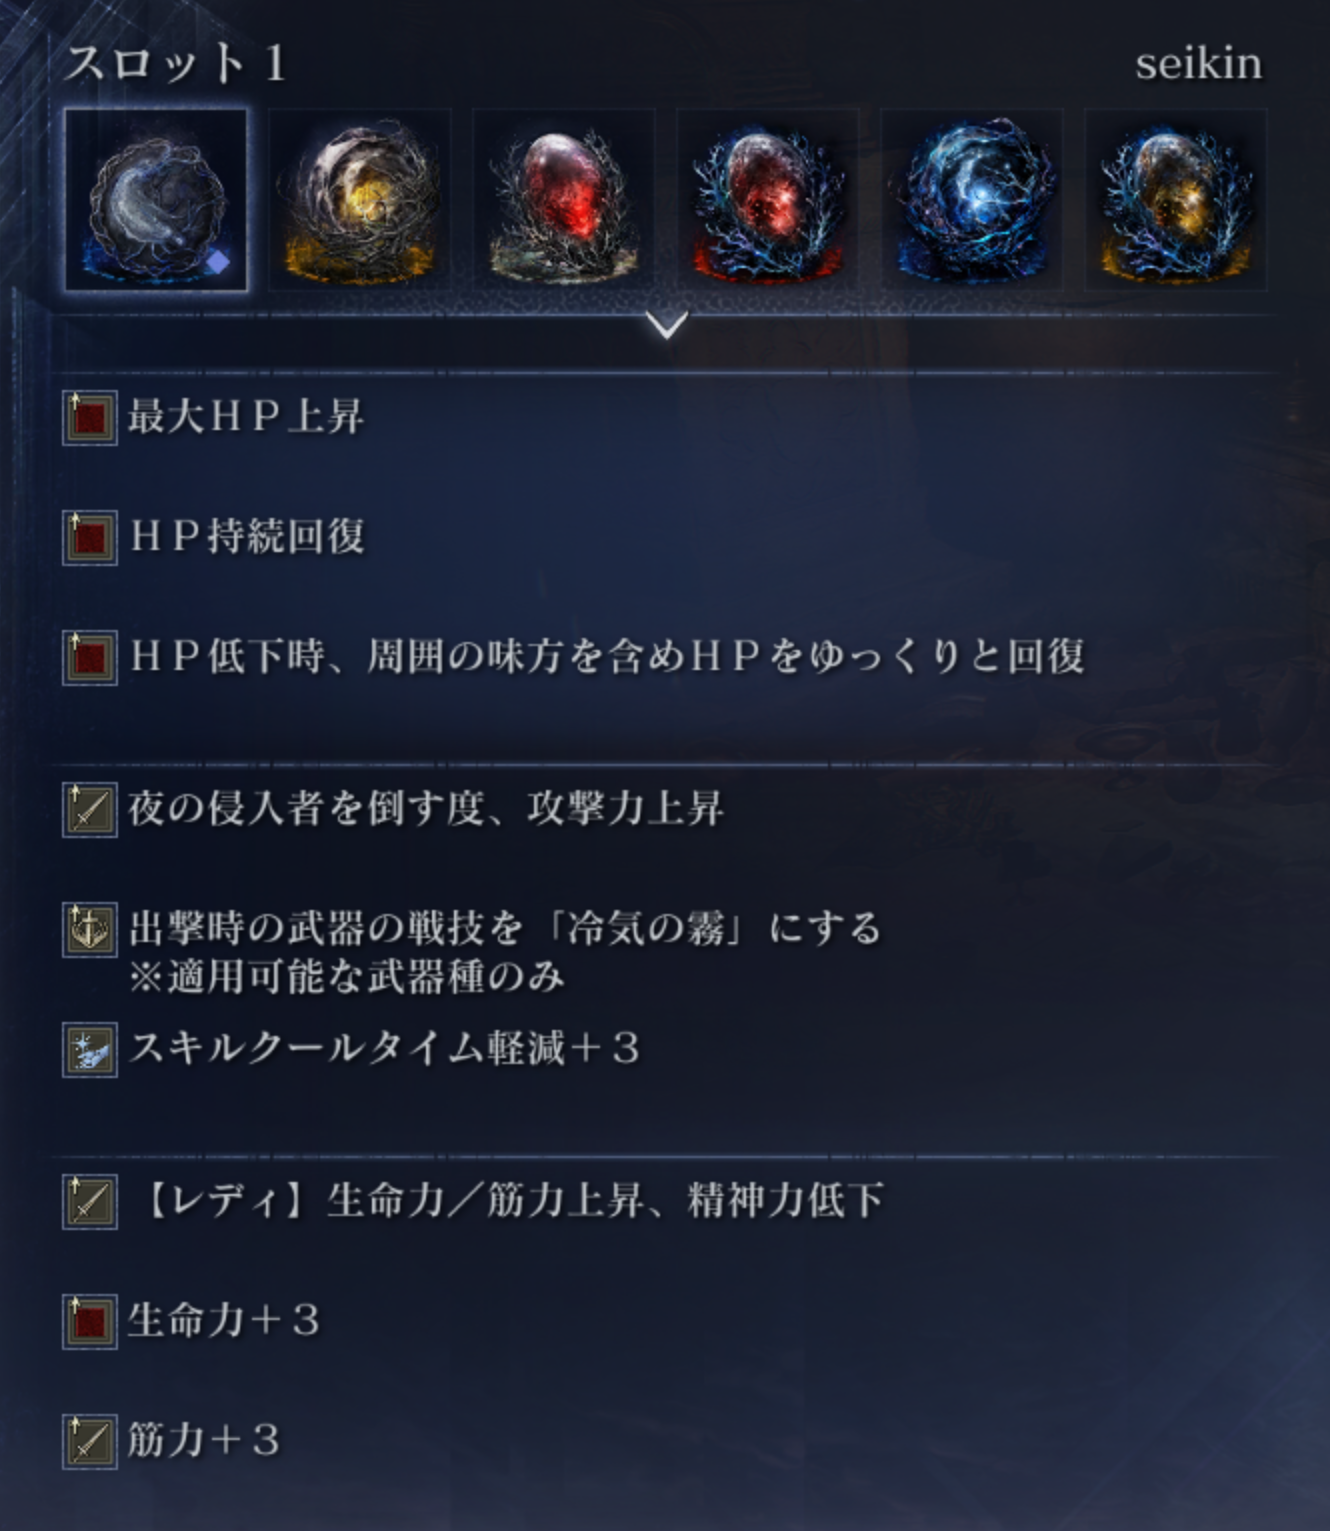 スロット1
seikin
最大ＨＰ上昇
ＨＰ持続回復
ＨＰ低下時、周囲の味方を含めＨＰをゆっくりと回復
夜の侵入者を倒す度、攻撃力上昇
出撃時の武器の戦技を「冷気の霧」にする
※適用可能な武器種のみ
スキルクールタイム軽減＋３
【レディ】生命力／筋力上昇、精神力低下
生命力＋３
筋力＋３